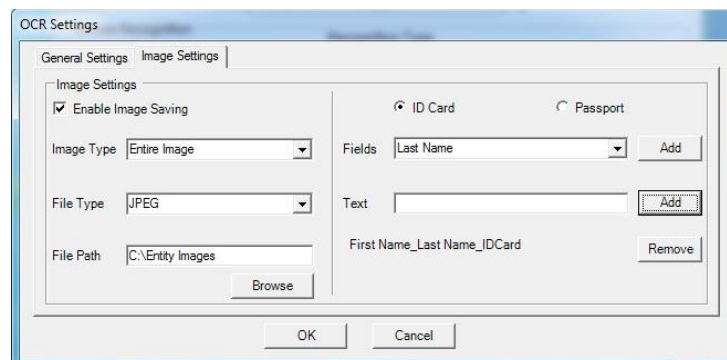 OCR Settings
General Settings
Image Settings
Image Settings
Enable Image Saving
Image Type
Entire Image
File Type
JPEG
File Path
C:\Entity Images
Browse
ID Card
Passport
Fields
Last Name
Add
Text
Add
First Name_Last Name_IDCard
Remove
OK
Cancel